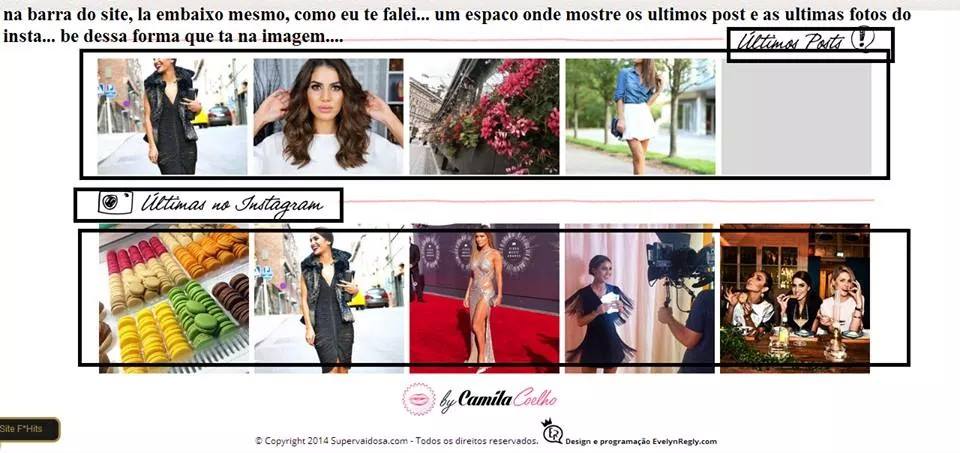 na barra do site, la embaixo mesmo, como eu te falei... um espaco onde mostre os ultimos post e as ultimas fotos do
insta... be dessa forma que ta na imagem....
Últimos Posts
Últimas no Instagram
by Camila Coelho
Site F*Hits
© Copyright 2014 Supervaidosa.com - Todos os direitos reservados.
Design e programação EvelynRegly.com